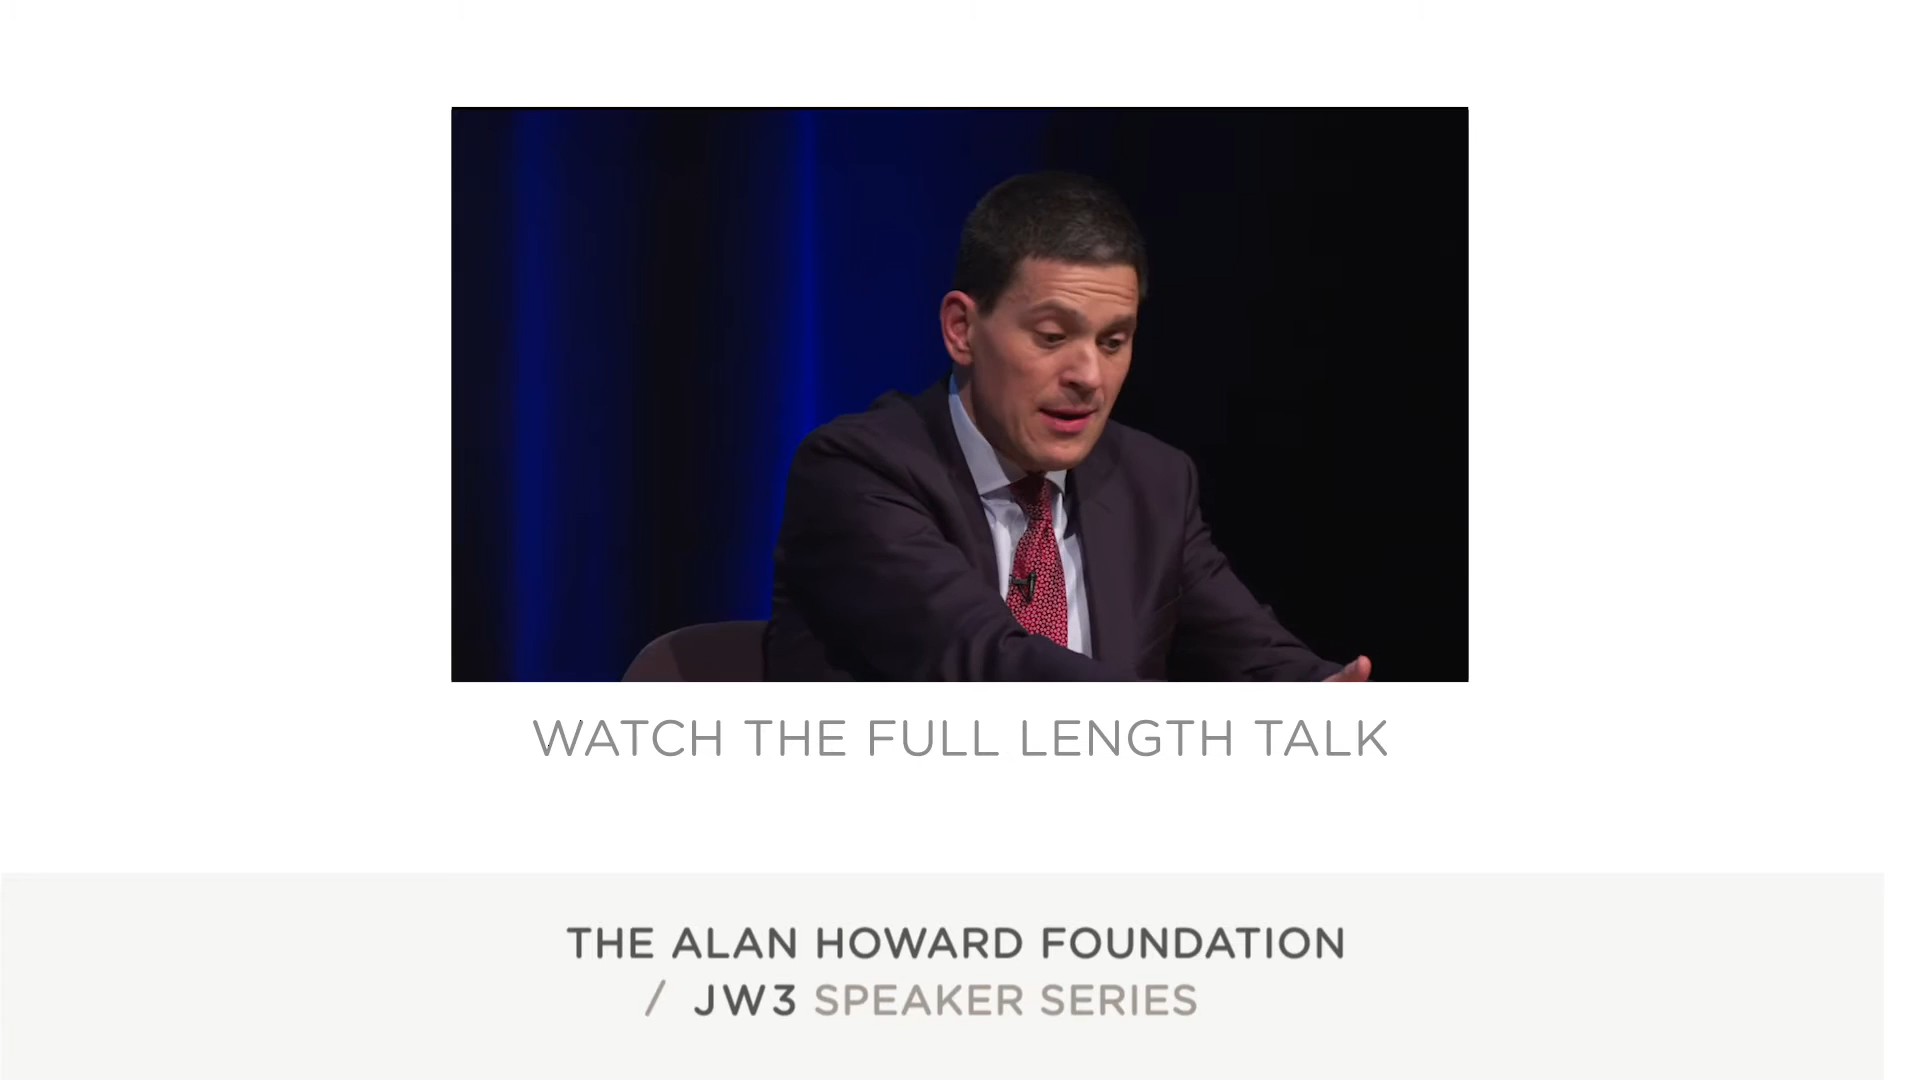 WATCH THE FULL LENGTH TALK
THE ALAN HOWARD FOUNDATION
/ JW3 SPEAKER SERIES